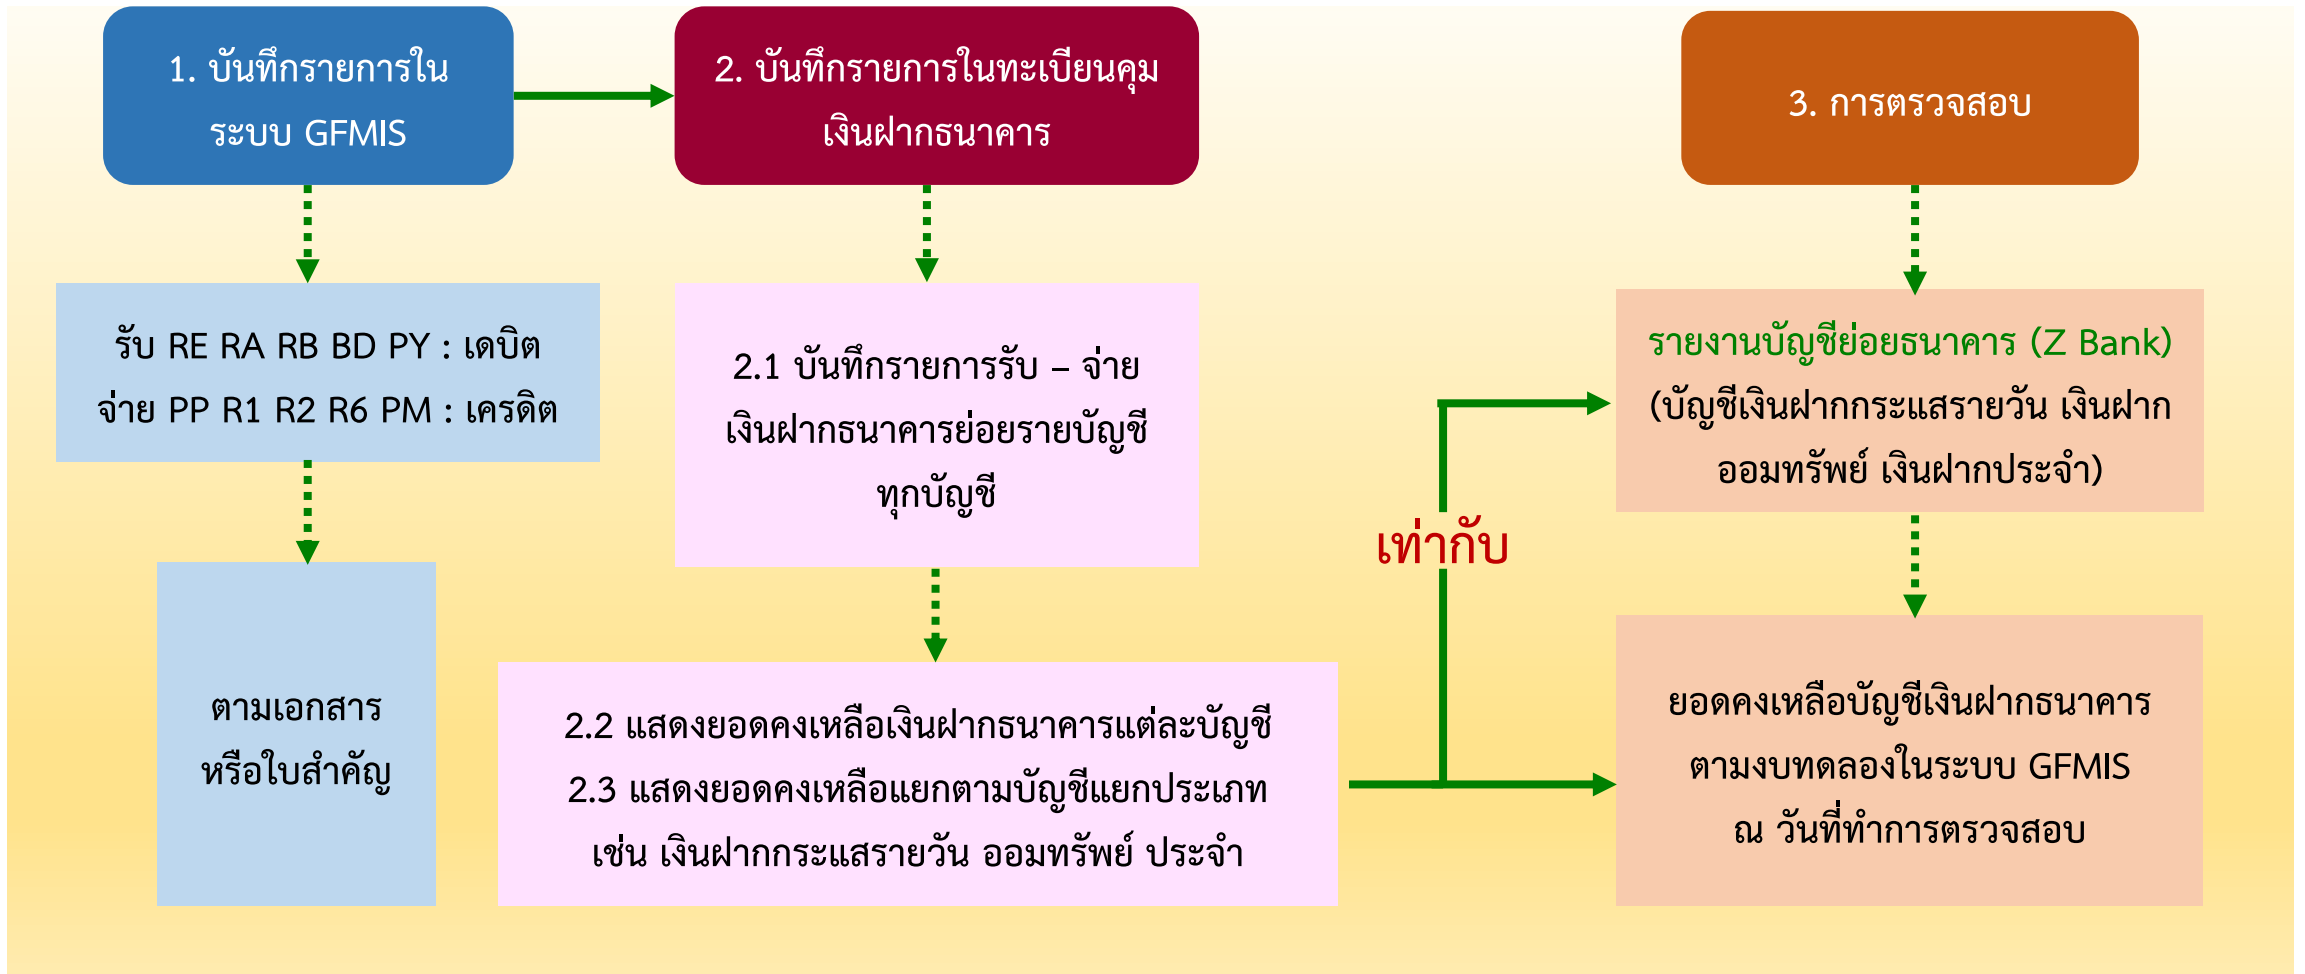 1. บันทึกรายการใน
ระบบ GFMIS
2. บันทึกรายการในทะเบียนคุม
เงินฝากธนาคาร
3. การตรวจสอบ
รับ RE RA RB BD PY : เดบิต
จ่าย PP R1 R2 R6 PM : เครดิต
ตามเอกสาร
หรือใบสำคัญ
2.1 บันทึกรายการรับ – จ่าย
เงินฝากธนาคารย่อยรายบัญชี
ทุกบัญชี
2.2 แสดงยอดคงเหลือเงินฝากธนาคารแต่ละบัญชี
2.3 แสดงยอดคงเหลือแยกตามบัญชีแยกประเภท
เช่น เงินฝากกระแสรายวัน ออมทรัพย์ ประจำ
เท่ากับ
รายงานบัญชีย่อยธนาคาร (Z Bank)
(บัญชีเงินฝากกระแสรายวัน เงินฝาก
ออมทรัพย์ เงินฝากประจำ)
ยอดคงเหลือบัญชีเงินฝากธนาคาร
ตามงบทดลองในระบบ GFMIS
ณ วันที่ทำการตรวจสอบ